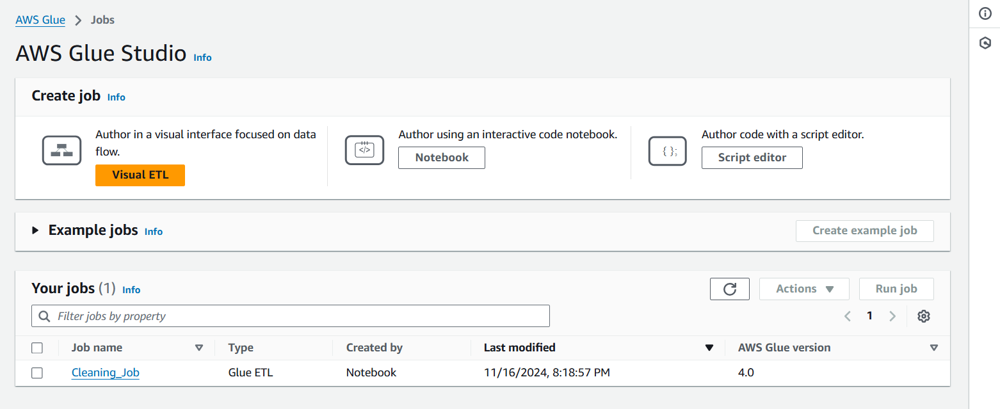 AWS Glue > Jobs
AWS Glue Studio Info
Create job Info
Author in a visual interface focused on data
flow.
Visual ETL
</>
Author using an interactive code notebook.
Notebook
{ };
Author code with a script editor.
Script editor
Example jobs Info
Create example job
Your jobs (1) Info
Actions
Run job
Filter jobs by property
1
Job name Type Created by Last modified AWS Glue version
Cleaning_Job Glue ETL Notebook 11/16/2024, 8:18:57 PM 4.0